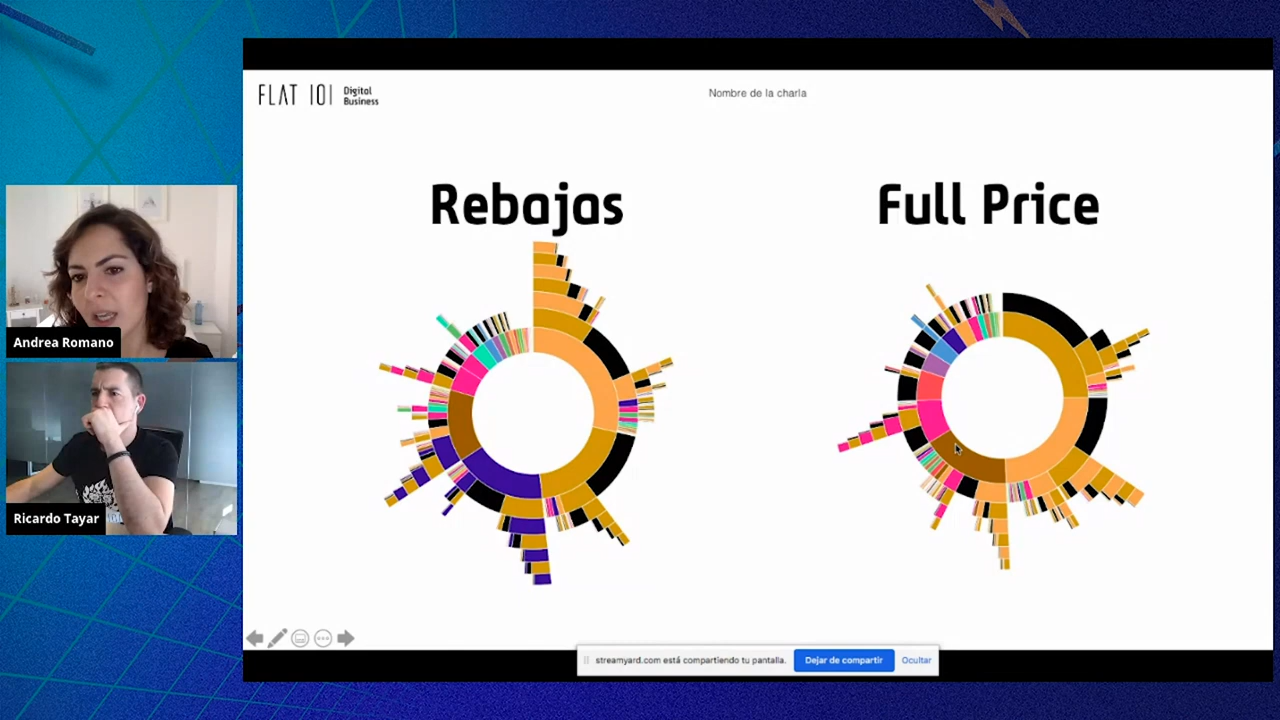 FLAT 101 Digital
Business
Nombre de la charla
Rebajas
Full Price
Andrea Romano
Ricardo Tayar
streamyard.com está compartiendo tu pantalla.
Dejar de compartir
Ocultar